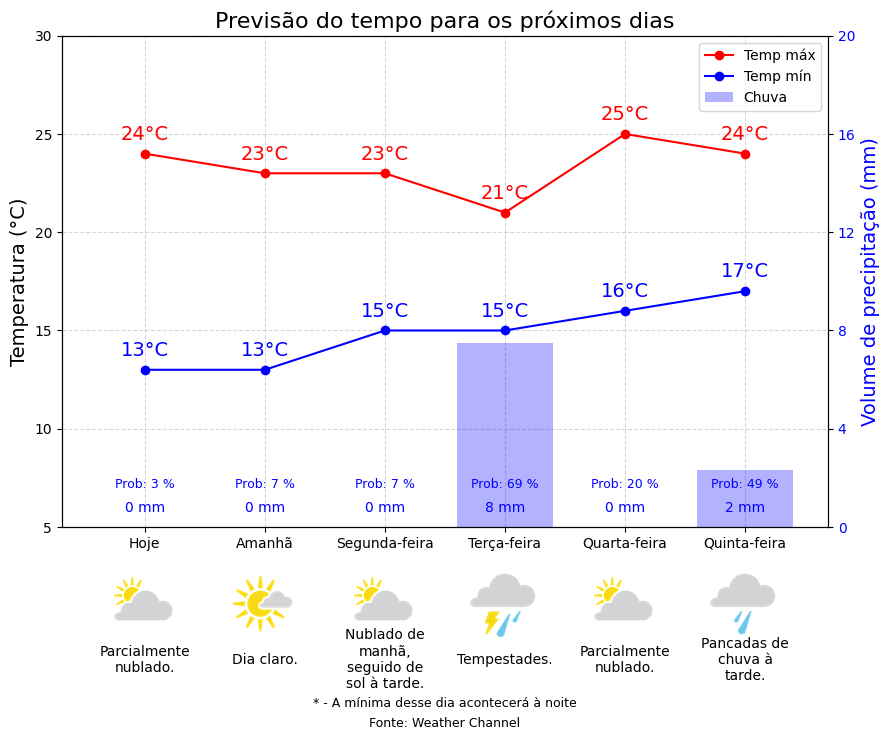 Previsão do tempo para os próximos dias
Temperatura (°C)
Volume de precipitação (mm)
30
25
20
15
10
5
20
16
12
8
4
0
Temp máx
Temp mín
Chuva
24°C
23°C
23°C
21°C
25°C
24°C
13°C
13°C
15°C
15°C
16°C
17°C
Prob: 3 %
Prob: 7 %
Prob: 7 %
Prob: 69 %
Prob: 20 %
Prob: 49 %
0 mm
0 mm
0 mm
8 mm
0 mm
2 mm
Hoje
Amanhã
Segunda-feira
Terça-feira
Quarta-feira
Quinta-feira
Parcialmente
nublado.
Dia claro.
Nublado de
manhã,
seguido de
sol à tarde.
Tempestades.
Parcialmente
nublado.
Pancadas de
chuva à
tarde.
* - A mínima desse dia acontecerá à noite
Fonte: Weather Channel